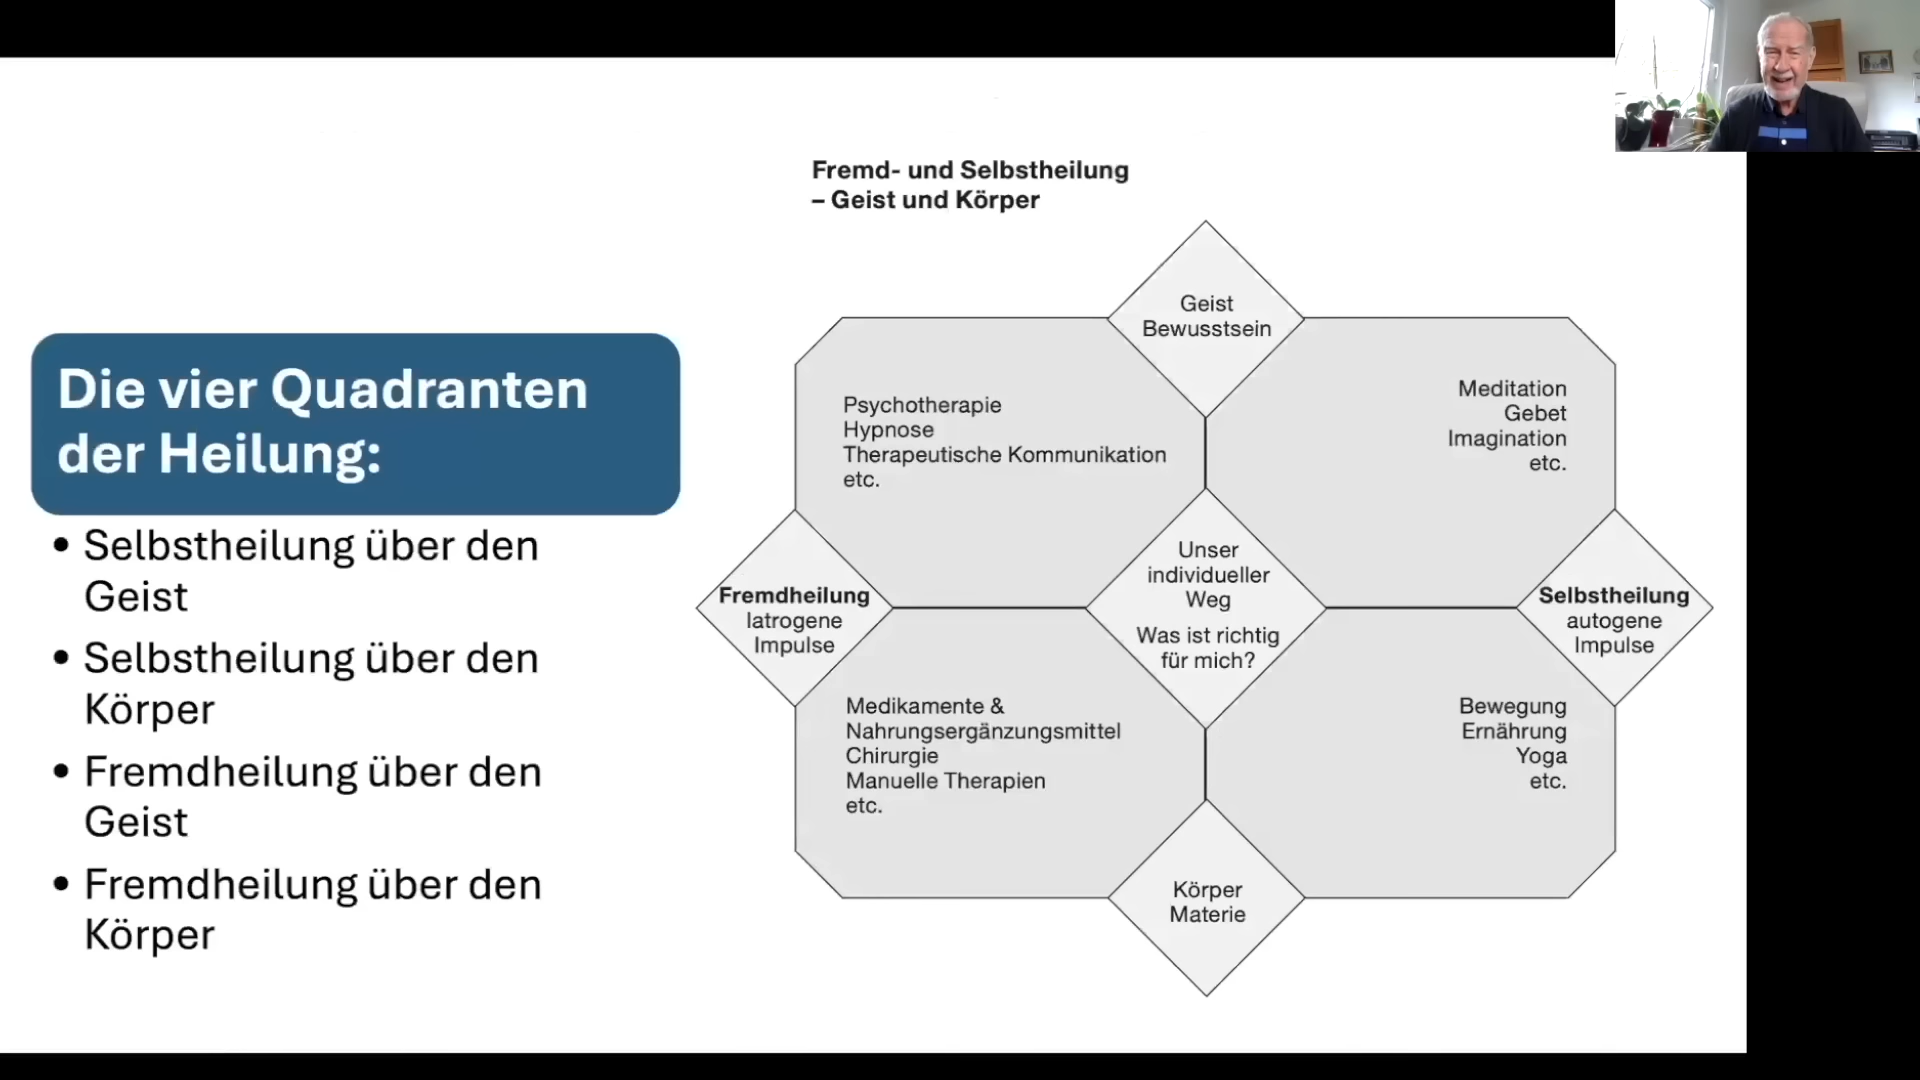 Fremd- und Selbstheilung
– Geist und Körper
Die vier Quadranten
der Heilung:
• Selbstheilung über den
Geist
• Selbstheilung über den
Körper
• Fremdheilung über den
Geist
• Fremdheilung über den
Körper
Geist
Bewusstsein
Psychotherapie
Hypnose
Therapeutische Kommunikation
etc.
Meditation
Gebet
Imagination
etc.
Fremdheilung
Iatrogene
Impulse
Unser
individueller
Weg
Was ist richtig
für mich?
Selbstheilung
autogene
Impulse
Medikamente &
Nahrungsergänzungsmittel
Chirurgie
Manuelle Therapien
etc.
Bewegung
Ernährung
Yoga
etc.
Körper
Materie